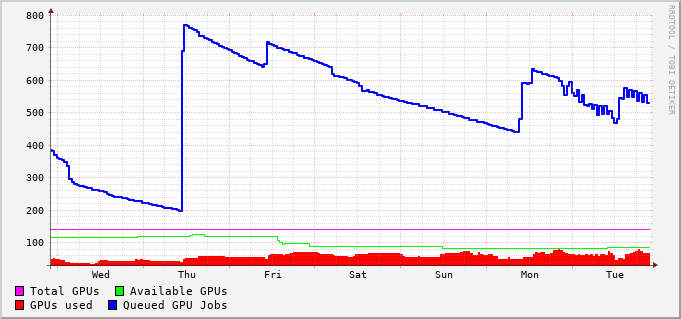 800
700
600
500
400
300
200
100
Wed Thu Fri Sat Sun Mon Tue
Total GPUs Available GPUs
GPUs used Queued GPU Jobs
RRDTOOL / TOBI OETIKER